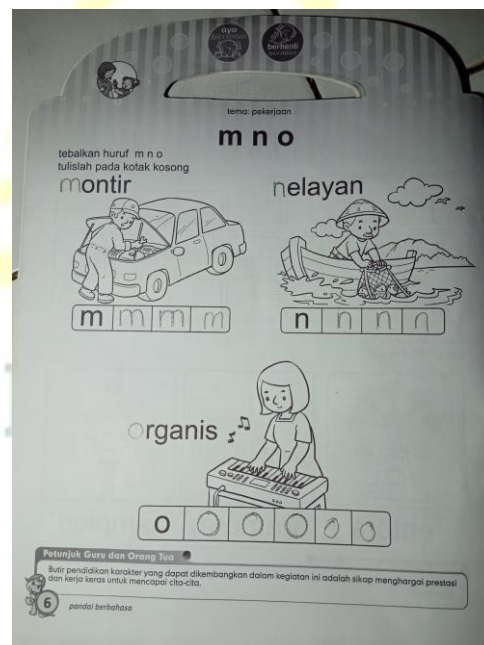 ayo
bermain
berhenti
bermain
tema: pekerjaan
m n o
tebalkan huruf m n o
tulislah pada kotak kosong
montir
nelayan
m m m m
n n n n
organis
o o o o o o
Petunjuk Guru dan Orang Tua
Butir pendidikan karakter yang dapat dikembangkan dalam kegiatan ini adalah sikap menghargai prestasi
dan kerja keras untuk mencapai cita-cita.
6
pandai berbahasa